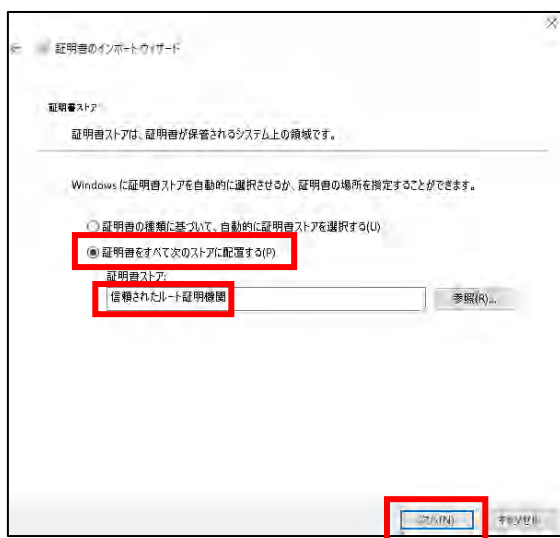 証明書のインポートウィザード
証明書ストア
証明書ストアは、証明書が保管されるシステム上の領域です。
Windows に証明書ストアを自動的に選択させるか、証明書の場所を指定することができます。
証明書の種類に基づいて、自動的に証明書ストアを選択する(U)
証明書をすべて次のストアに配置する(P)
証明書ストア:
信頼されたルート証明機関
参照(R)...
次へ(N)
キャンセル